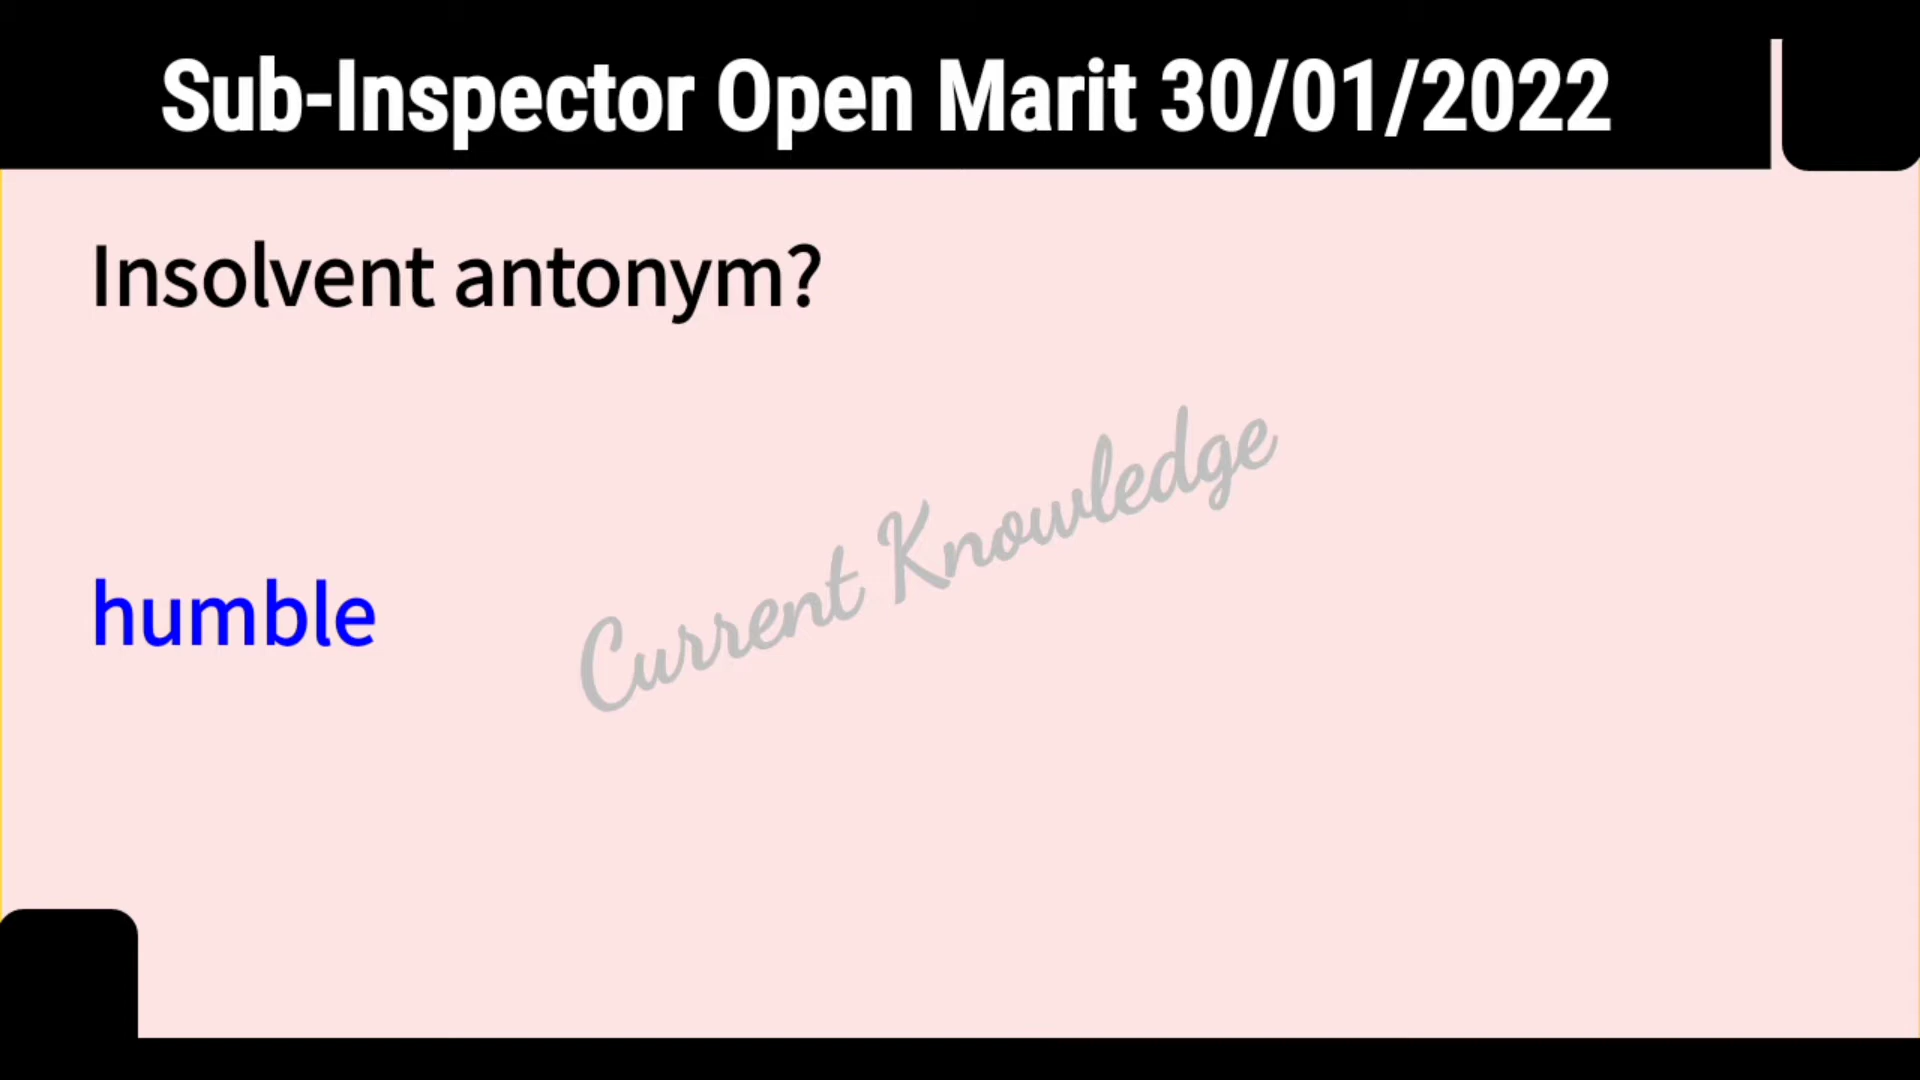 Sub-Inspector Open Marit 30/01/2022
Insolvent antonym?
Current Knowledge
humble